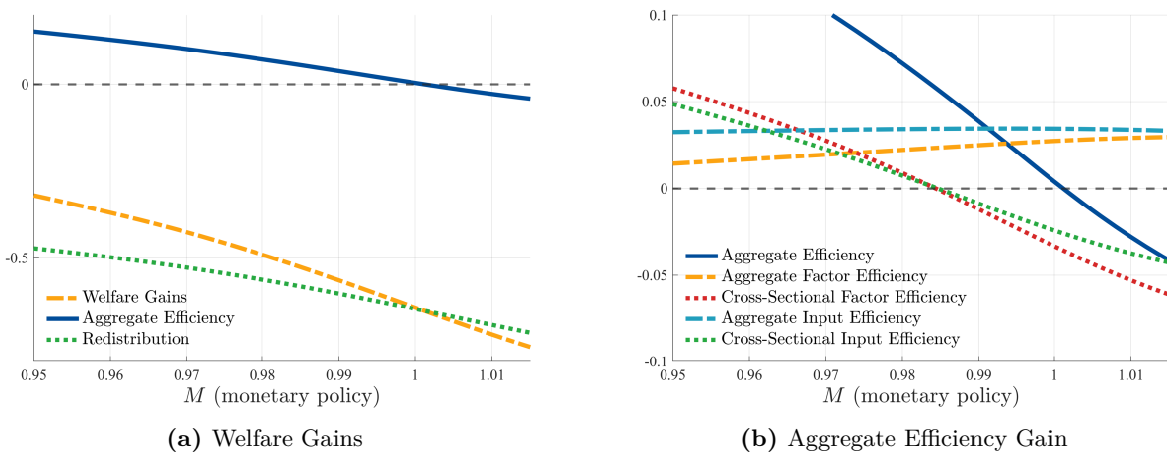 0
-0.5
Welfare Gains
Aggregate Efficiency
Redistribution
0.95 0.96 0.97 0.98 0.99 1 1.01
M (monetary policy)
(a) Welfare Gains
0.1
0.05
0
-0.05
-0.1
Aggregate Efficiency
Aggregate Factor Efficiency
Cross-Sectional Factor Efficiency
Aggregate Input Efficiency
Cross-Sectional Input Efficiency
0.95 0.96 0.97 0.98 0.99 1 1.01
M (monetary policy)
(b) Aggregate Efficiency Gain